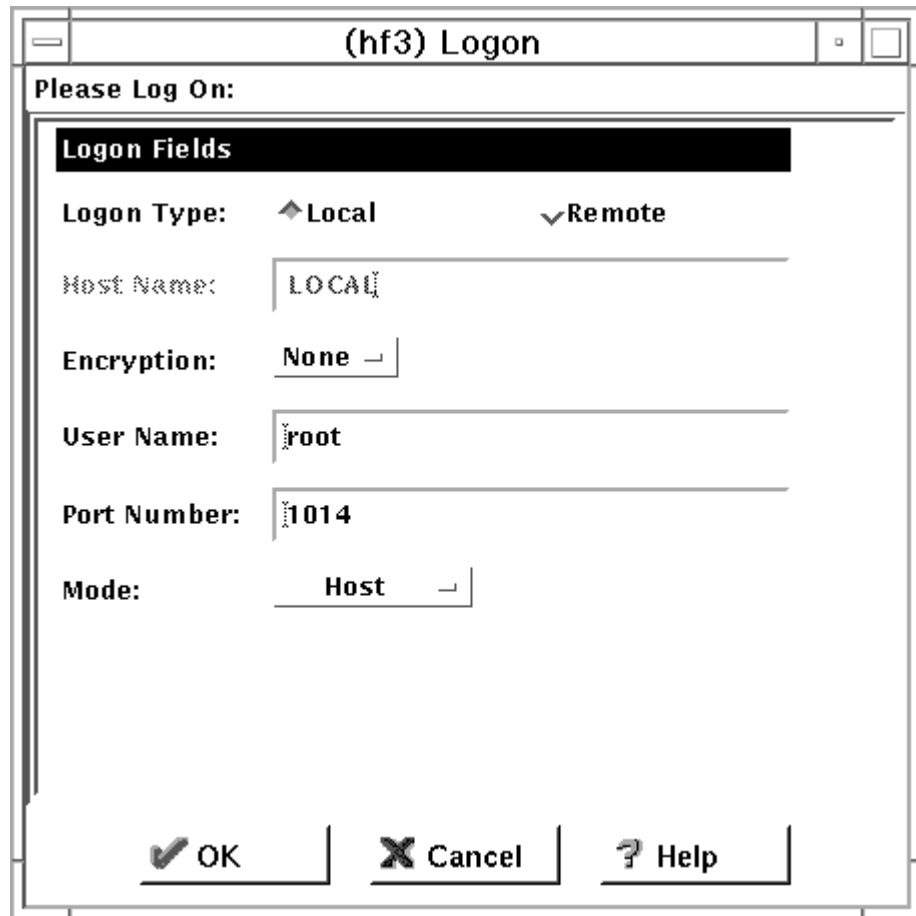 (hf3) Logon
Please Log On:
Logon Fields
Logon Type: Local Remote
Host Name: LOCAL
Encryption: None
User Name: root
Port Number: 1014
Mode: Host
OK Cancel Help